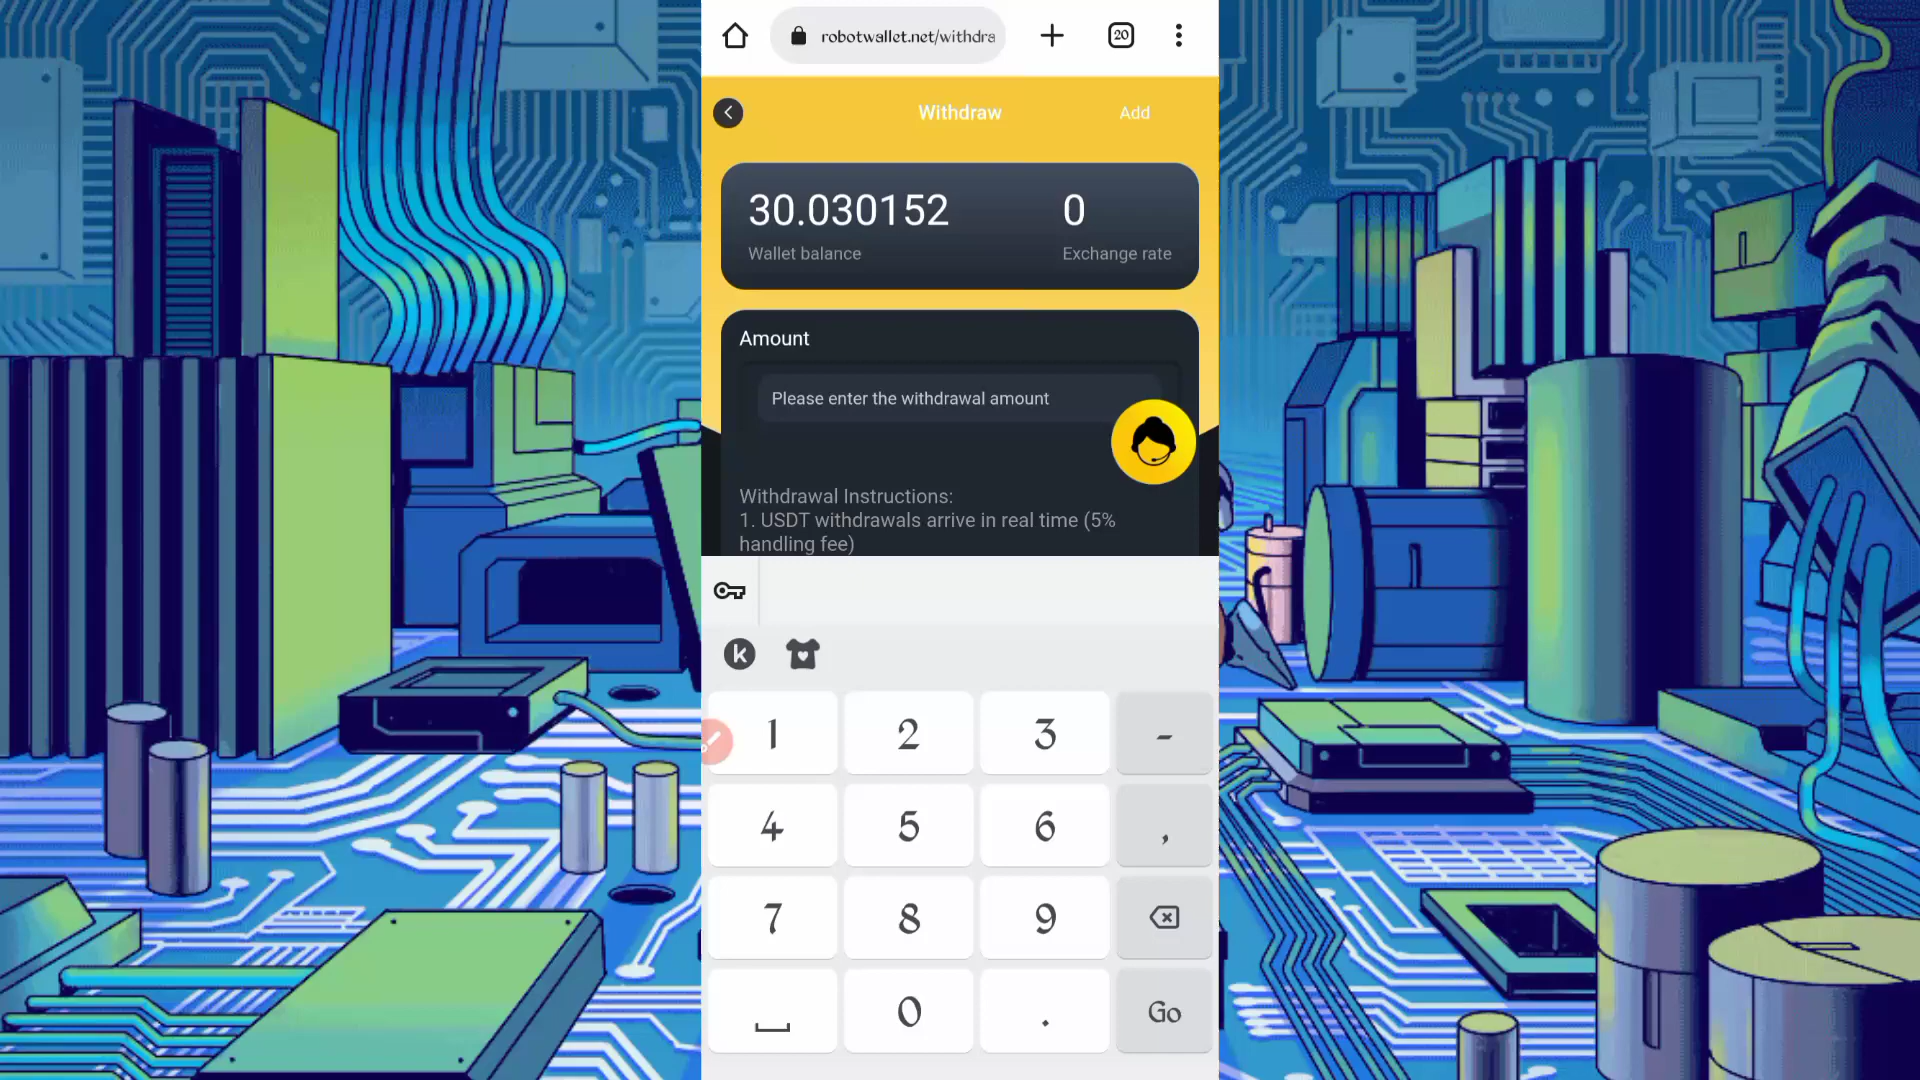 robotwallet.net/withdra
20
Withdraw
Add
30.030152
0
Wallet balance
Exchange rate
Amount
Please enter the withdrawal amount
Withdrawal Instructions:
1. USDT withdrawals arrive in real time (5%
handling fee)
k
1 2 3 -
4 5 6 ,
7 8 9
0 . Go